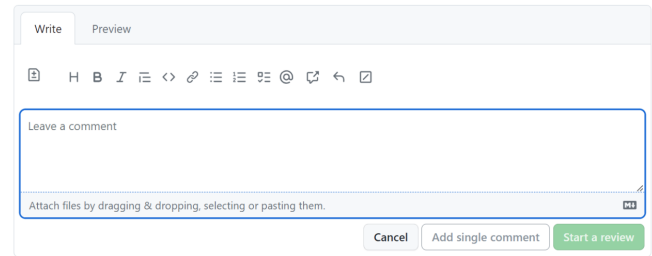 Write Preview
H B I <> @
Leave a comment
Attach files by dragging & dropping, selecting or pasting them.
Cancel Add single comment Start a review